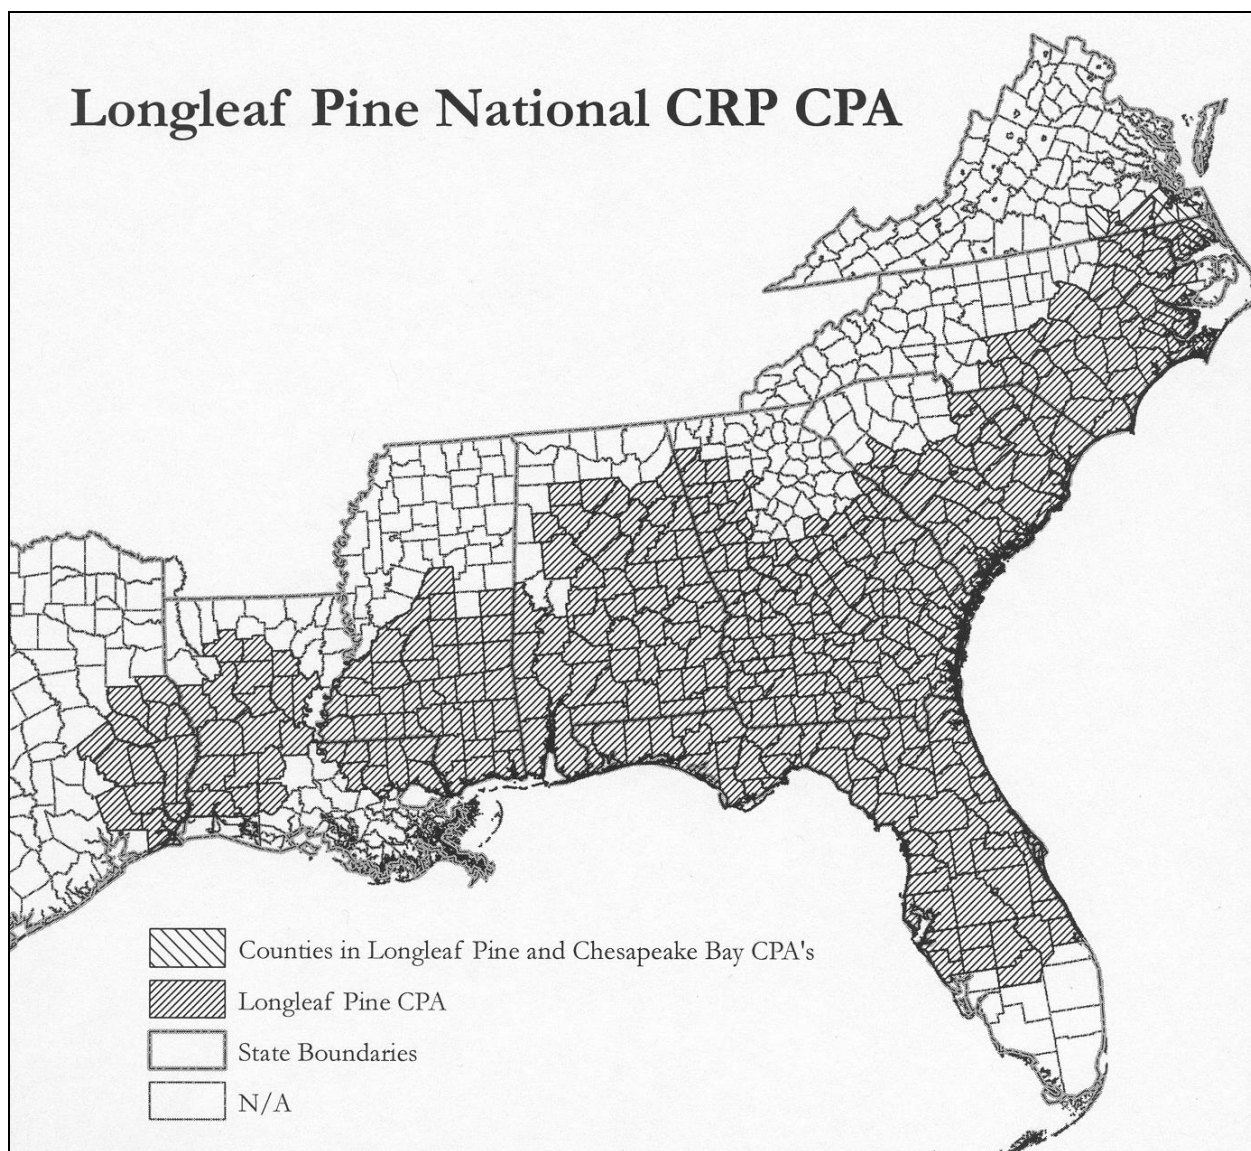 Longleaf Pine National CRP CPA
Counties in Longleaf Pine and Chesapeake Bay CPA's
Longleaf Pine CPA
State Boundaries
N/A